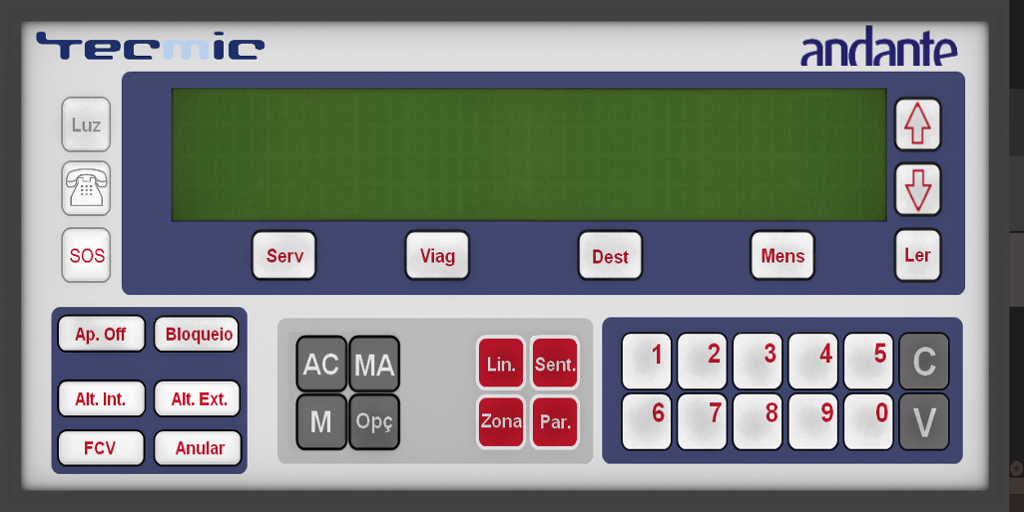 Tecmic
andante
Luz
SOS
Serv Viag Dest Mens Ler
Ap. Off Bloqueio
Alt. Int. Alt. Ext.
FCV Anular
AC MA
M Opç
Lin. Sent.
Zona Par.
1 2 3 4 5 C
6 7 8 9 0 V